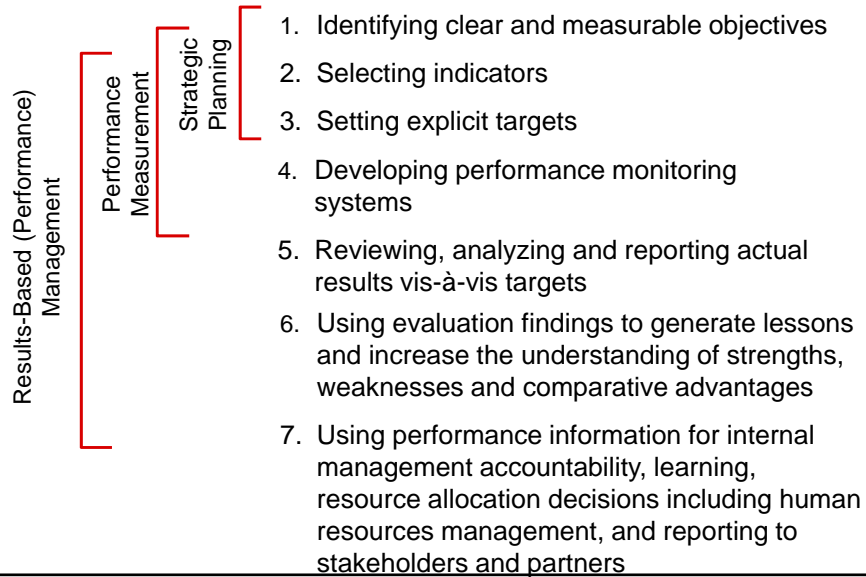 Results-Based (Performance)
Management
Performance
Measurement
Strategic
Planning
1. Identifying clear and measurable objectives
2. Selecting indicators
3. Setting explicit targets
4. Developing performance monitoring
systems
5. Reviewing, analyzing and reporting actual
results vis-à-vis targets
6. Using evaluation findings to generate lessons
and increase the understanding of strengths,
weaknesses and comparative advantages
7. Using performance information for internal
management accountability, learning,
resource allocation decisions including human
resources management, and reporting to
stakeholders and partners